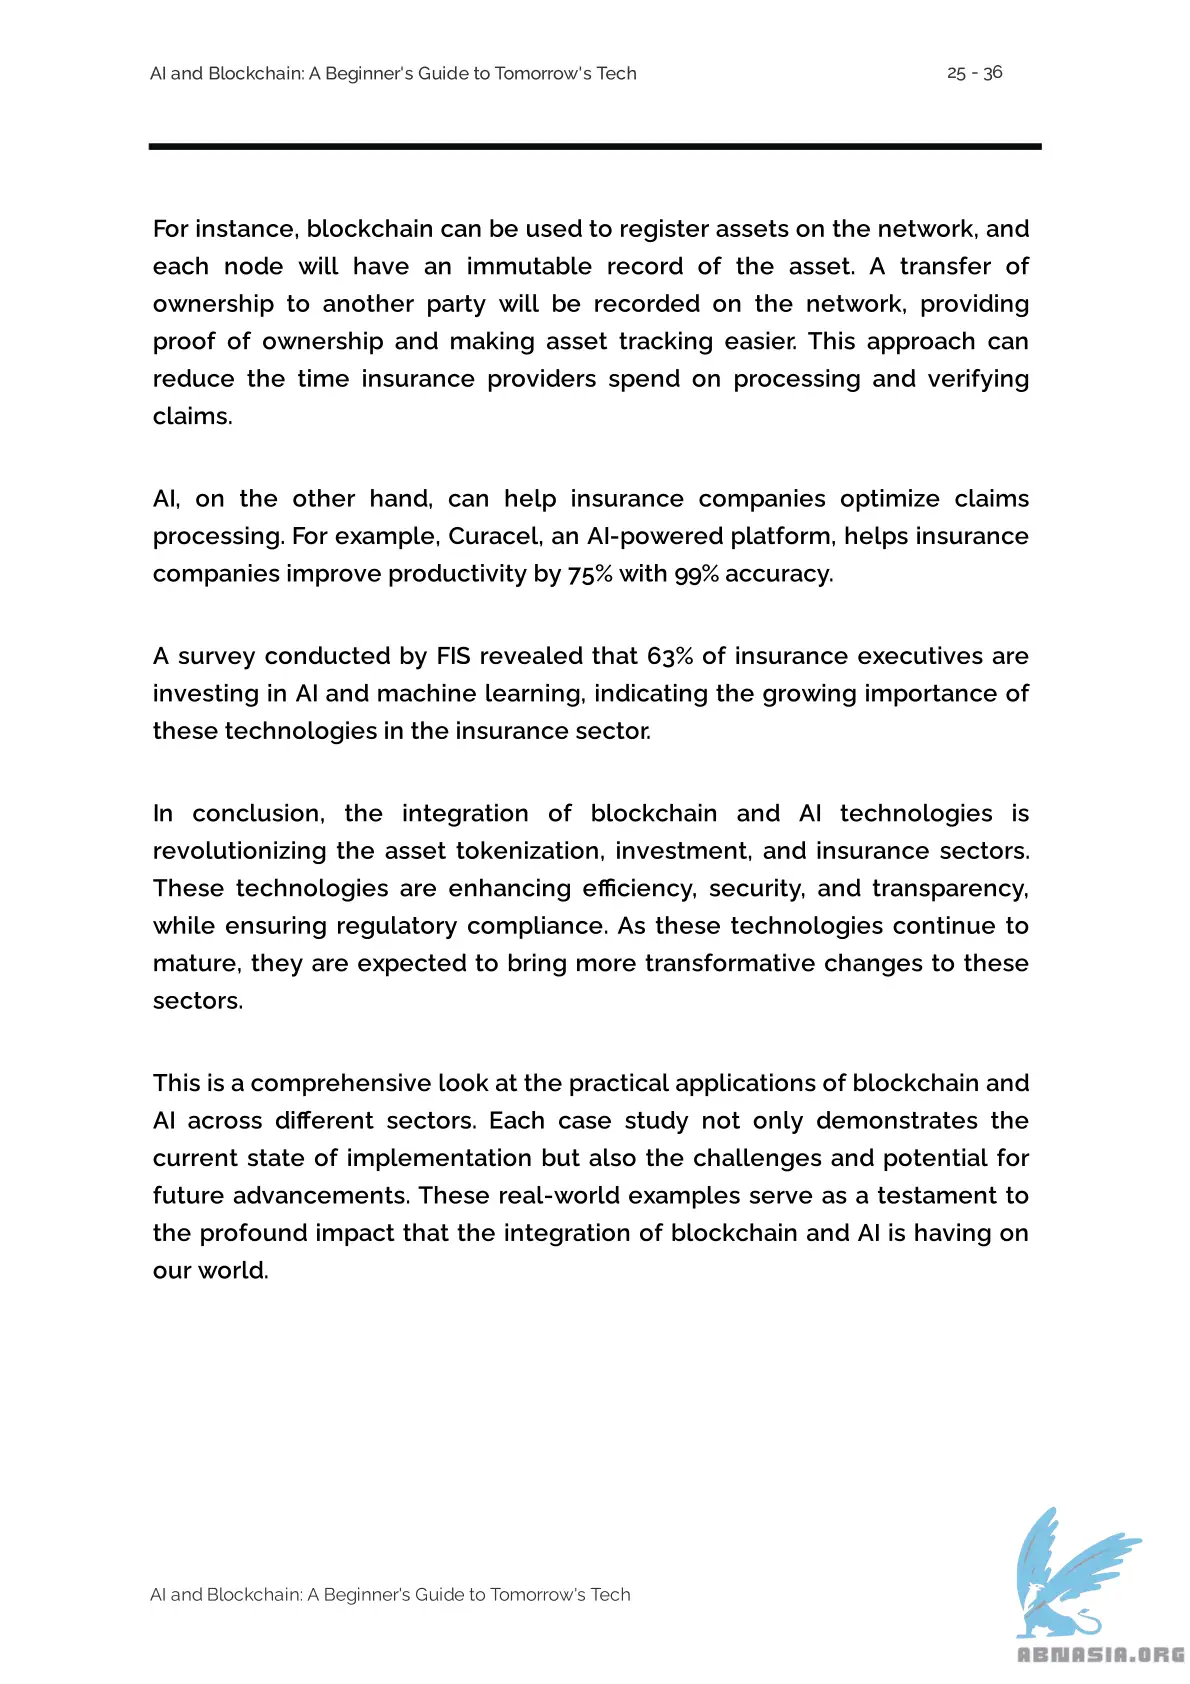 AI and Blockchain: A Beginner's Guide to Tomorrow's Tech
25 - 36
For instance, blockchain can be used to register assets on the network, and
each node will have an immutable record of the asset. A transfer of
ownership to another party will be recorded on the network, providing
proof of ownership and making asset tracking easier. This approach can
reduce the time insurance providers spend on processing and verifying
claims.
AI, on the other hand, can help insurance companies optimize claims
processing. For example, Curacel, an AI-powered platform, helps insurance
companies improve productivity by 75% with 99% accuracy.
A survey conducted by FIS revealed that 63% of insurance executives are
investing in AI and machine learning, indicating the growing importance of
these technologies in the insurance sector.
In conclusion, the integration of blockchain and AI technologies is
revolutionizing the asset tokenization, investment, and insurance sectors.
These technologies are enhancing efficiency, security, and transparency,
while ensuring regulatory compliance. As these technologies continue to
mature, they are expected to bring more transformative changes to these
sectors.
This is a comprehensive look at the practical applications of blockchain and
AI across different sectors. Each case study not only demonstrates the
current state of implementation but also the challenges and potential for
future advancements. These real-world examples serve as a testament to
the profound impact that the integration of blockchain and AI is having on
our world.
AI and Blockchain: A Beginner's Guide to Tomorrow's Tech
ABNASIA.ORG